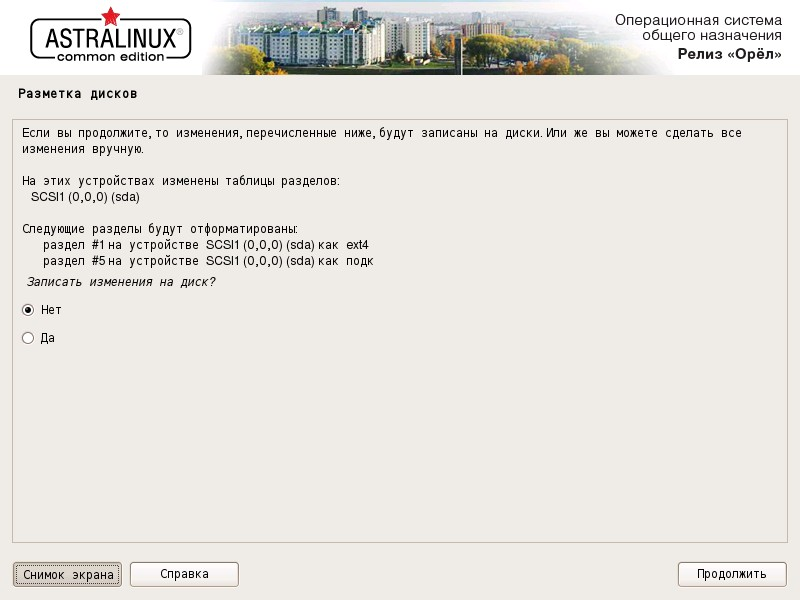 ASTRALINUX®
common edition
Операционная система
общего назначения
Релиз «Орёл»
Разметка дисков
Если вы продолжите, то изменения, перечисленные ниже, будут записаны на диски. Или же вы можете сделать все
изменения вручную.
На этих устройствах изменены таблицы разделов:
SCSI1 (0,0,0) (sda)
Следующие разделы будут отформатированы:
раздел #1 на устройстве SCSI1 (0,0,0) (sda) как ext4
раздел #5 на устройстве SCSI1 (0,0,0) (sda) как подк
Записать изменения на диск?
Нет
Да
Снимок экрана
Справка
Продолжить